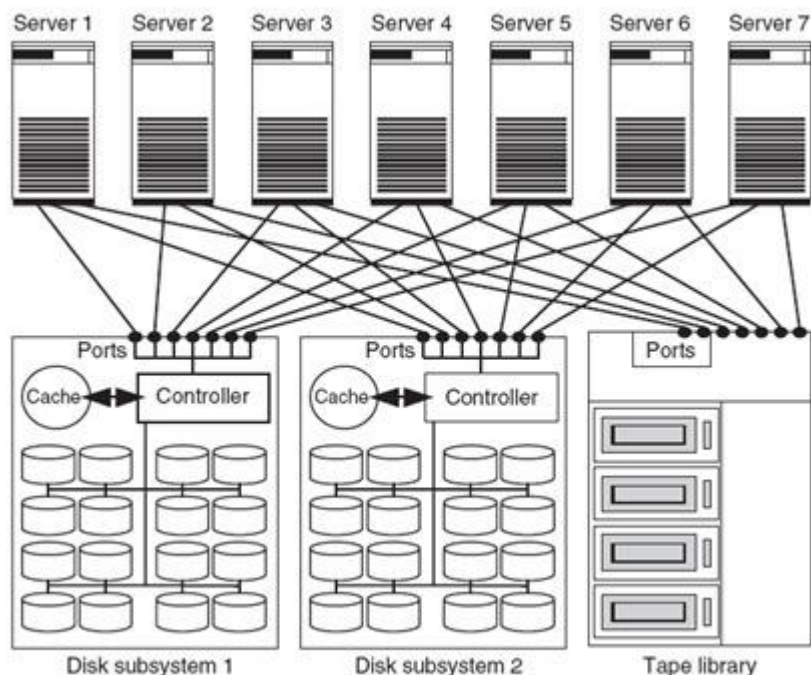 Server 1 Server 2 Server 3 Server 4 Server 5 Server 6 Server 7
Ports Ports Ports
Cache Controller Cache Controller
Disk subsystem 1 Disk subsystem 2 Tape library